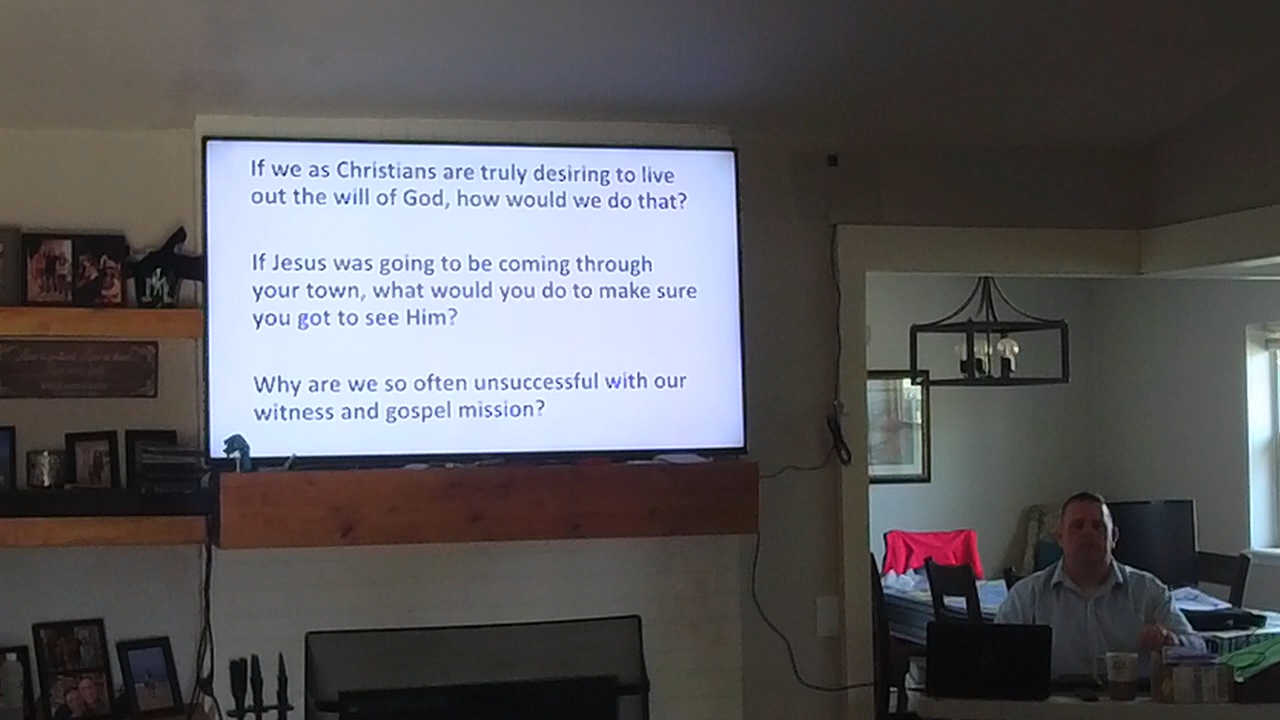 If we as Christians are truly desiring to live
out the will of God, how would we do that?
If Jesus was going to be coming through
your town, what would you do to make sure
you got to see Him?
Why are we so often unsuccessful with our
witness and gospel mission?